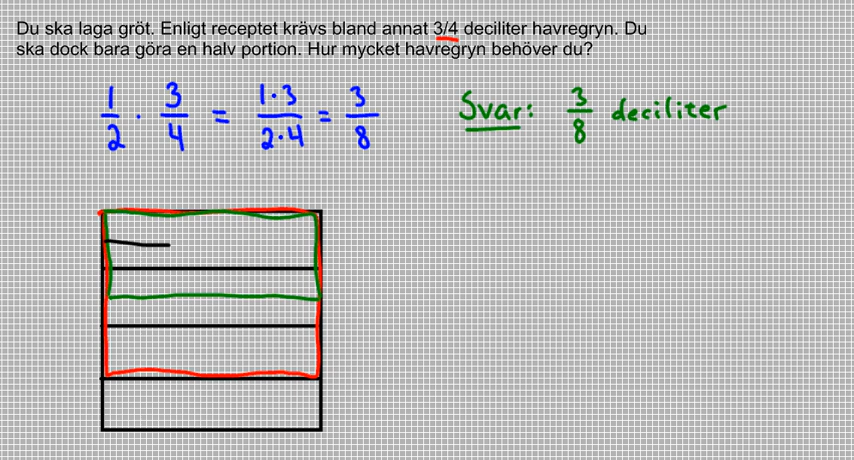 Du ska laga gröt. Enligt receptet krävs bland annat 3/4 deciliter havregryn. Du
ska dock bara göra en halv portion. Hur mycket havregryn behöver du?
1/2 · 3/4 = 1·3/2·4 = 3/8
Svar: 3/8 deciliter